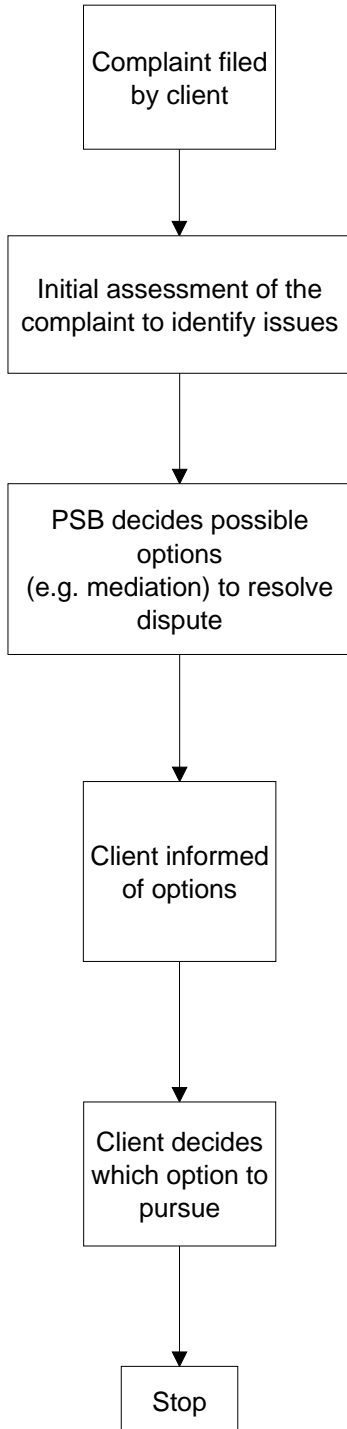 Complaint filed
by client
Initial assessment of the
complaint to identify issues
PSB decides possible
options
(e.g. mediation) to resolve
dispute
Client informed
of options
Client decides
which option to
pursue
Stop